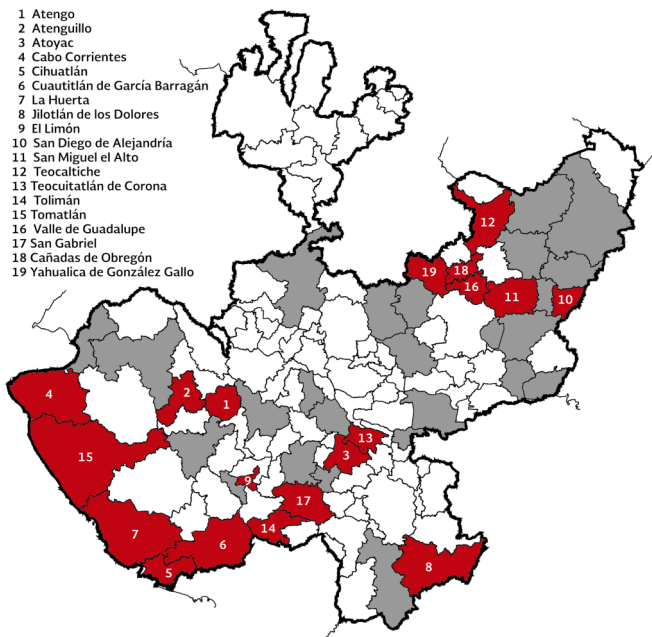 1 Atengo
2 Atenguillo
3 Atoyac
4 Cabo Corrientes
5 Cihuatlán
6 Cuautitlán de García Barragán
7 La Huerta
8 Jilotlán de los Dolores
9 El Limón
10 San Diego de Alejandría
11 San Miguel el Alto
12 Teocaltiche
13 Teocuitatlán de Corona
14 Tolimán
15 Tomatlán
16 Valle de Guadalupe
17 San Gabriel
18 Cañadas de Obregón
19 Yahualica de González Gallo
12
19
18
16
11
10
4
2
1
13
3
15
9
17
7
6
14
5
8